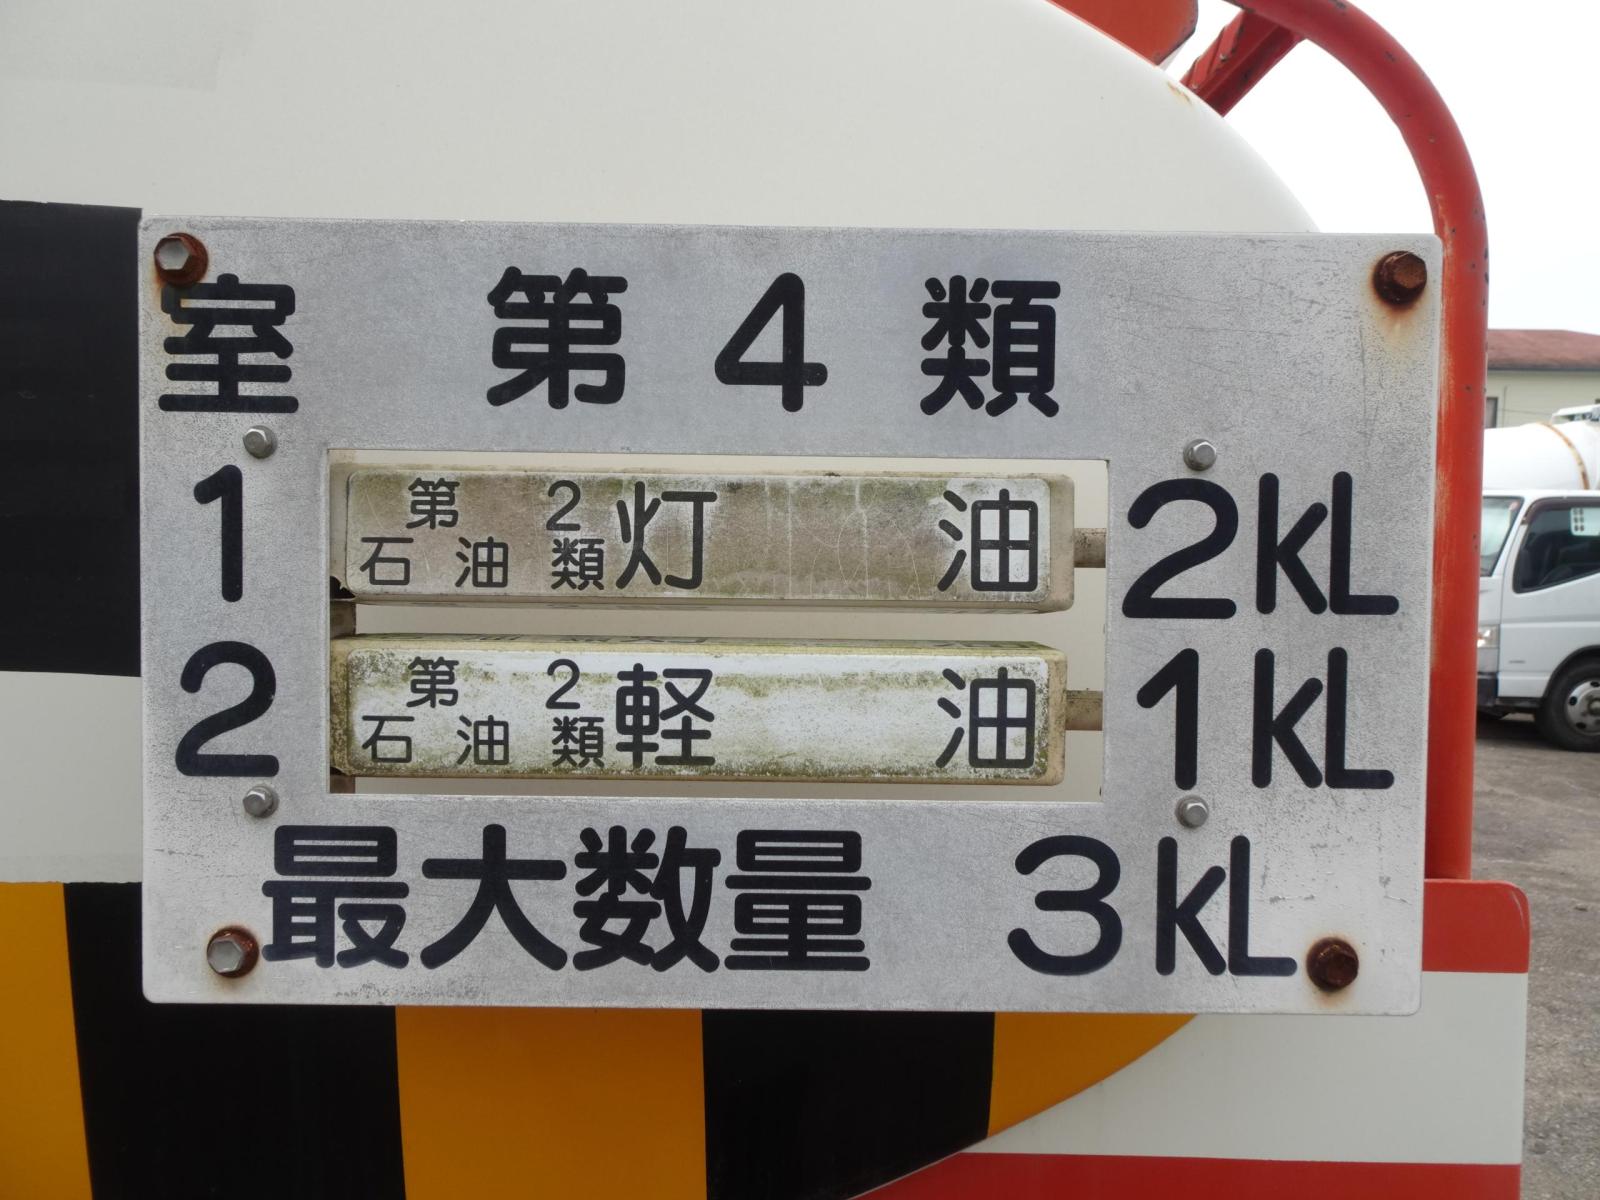 室 第4類
1 第2石油類 灯油 2KL
2 第2石油類 軽油 1KL
最大数量 3KL